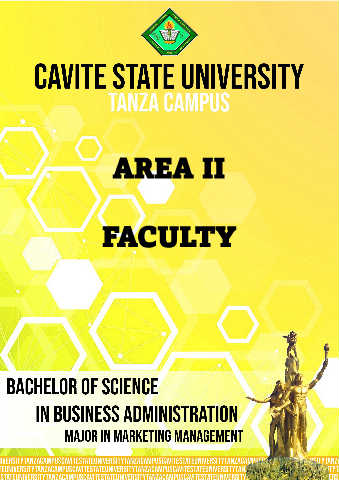 CAVITE STATE UNIVERSITY
TANZA CAMPUS
AREA II
FACULTY
BACHELOR OF SCIENCE
IN BUSINESS ADMINISTRATION
MAJOR IN MARKETING MANAGEMENT